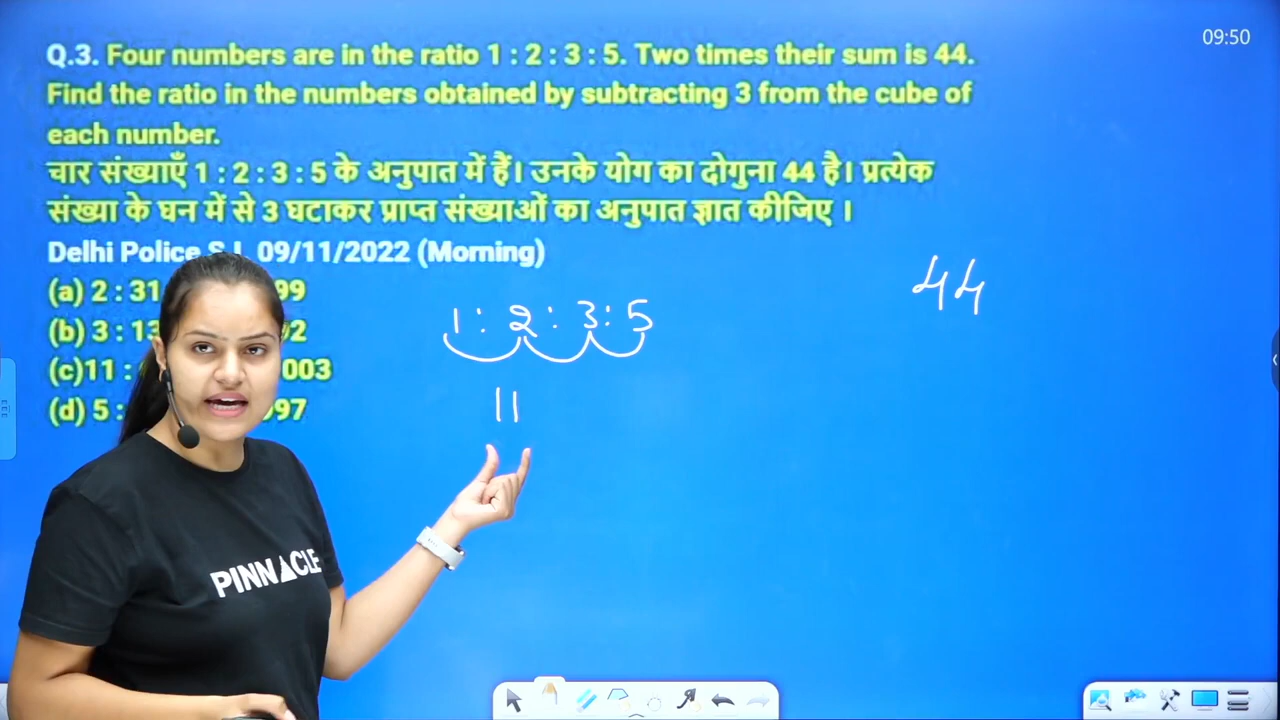 09:50
Q.3. Four numbers are in the ratio 1 : 2 : 3 : 5. Two times their sum is 44.
Find the ratio in the numbers obtained by subtracting 3 from the cube of
each number.
चार संख्याएँ 1 : 2 : 3 : 5 के अनुपात में हैं। उनके योग का दोगुना 44 है। प्रत्येक
संख्या के घन में से 3 घटाकर प्राप्त संख्याओं का अनुपात ज्ञात कीजिए ।
Delhi Police S.I. 09/11/2022 (Morning)
(a) 2 : 31 99
(b) 3 : 13 92
(c)11 : 003
(d) 5 : 997
44
1 : 2 : 3 : 5
11
PINNACLE